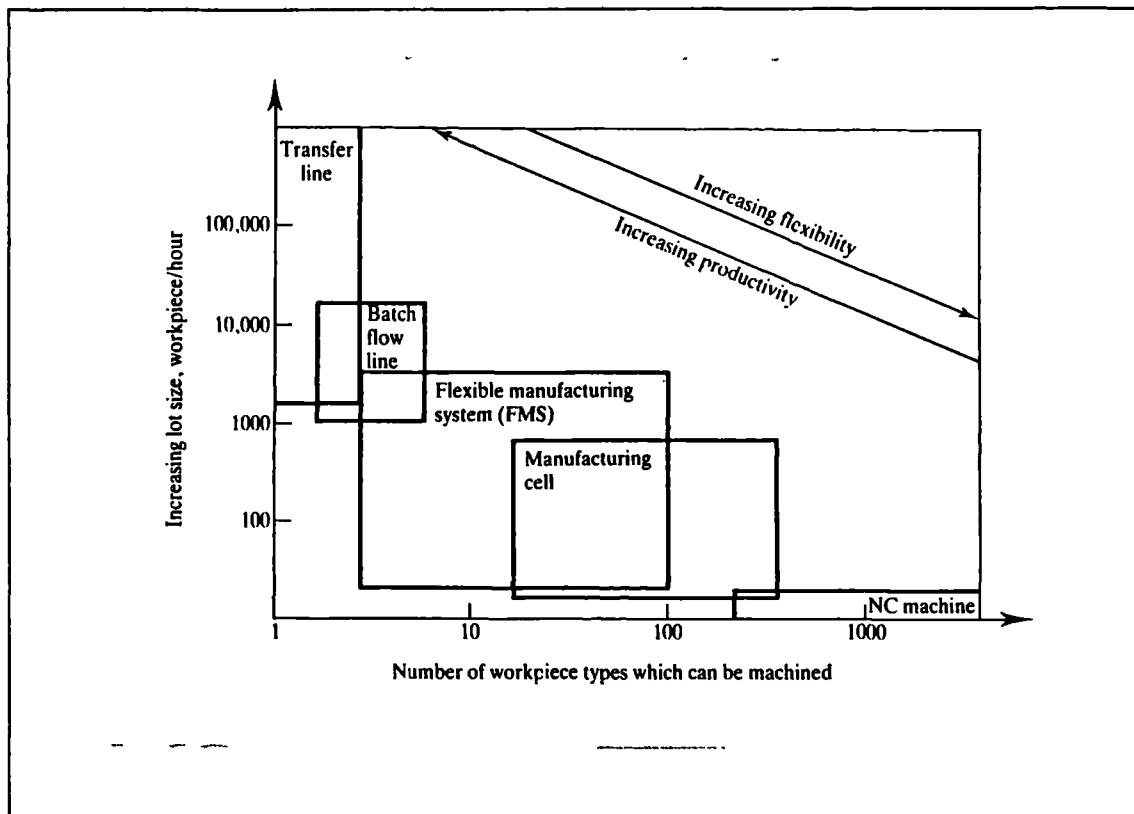 Transfer
line
Increasing flexibility
Increasing productivity
100,000
Increasing lot size, workpiece/hour
10,000
Batch
flow
line
Flexible manufacturing
system (FMS)
1000
Manufacturing
cell
100
NC machine
1
10
100
1000
Number of workpiece types which can be machined